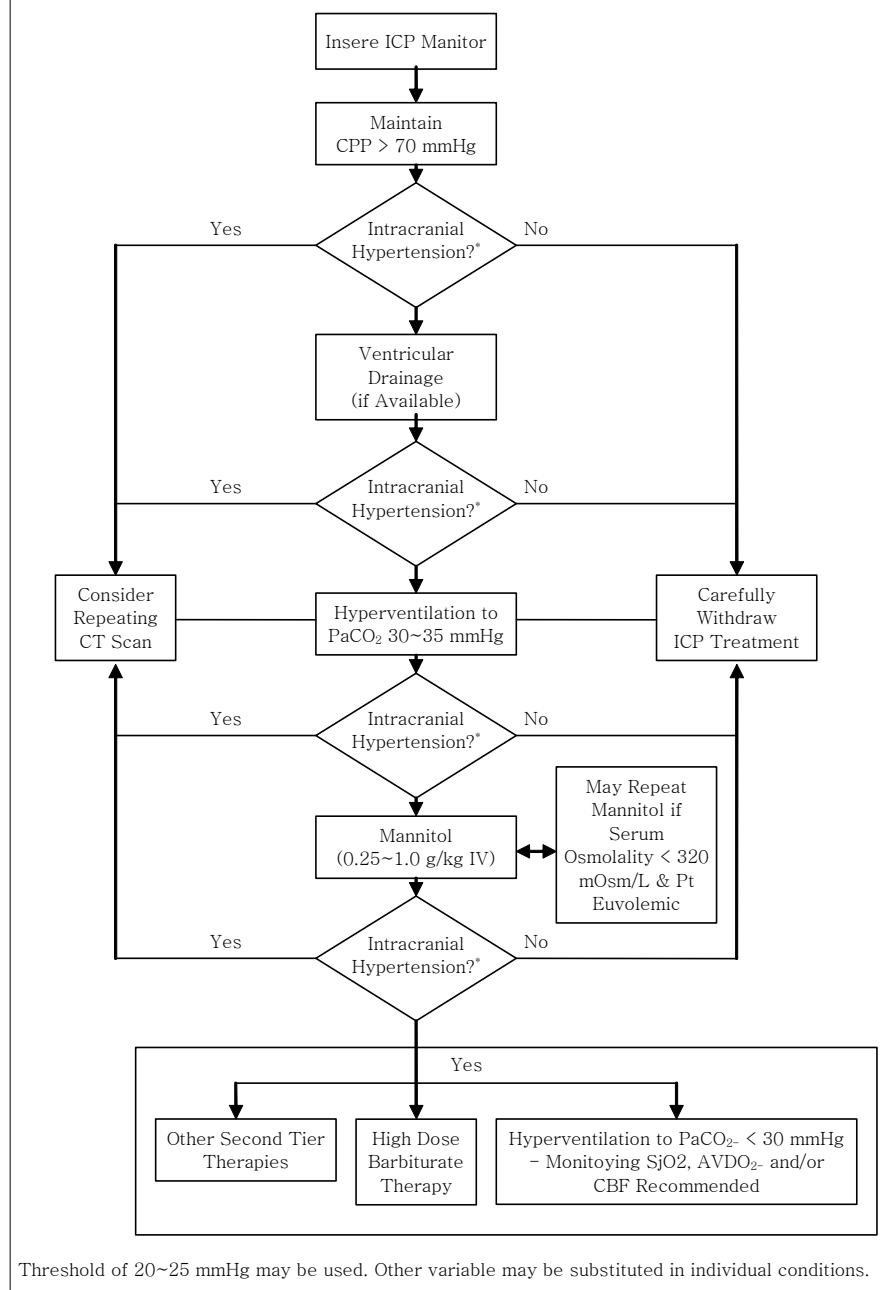 Insere ICP Manitor
Maintain
CPP > 70 mmHg
Yes
Intracranial
Hypertension?*
No
Ventricular
Drainage
(if Available)
Yes
Intracranial
Hypertension?*
No
Consider
Repeating
CT Scan
Hyperventilation to
PaCO₂ 30~35 mmHg
Carefully
Withdraw
ICP Treatment
Yes
Intracranial
Hypertension?*
No
Mannitol
(0.25~1.0 g/kg IV)
May Repeat
Mannitol if
Serum
Osmolality < 320
mOsm/L & Pt
Euvolemic
Yes
Intracranial
Hypertension?*
No
Yes
Other Second Tier
Therapies
High Dose
Barbiturate
Therapy
Hyperventilation to PaCO₂₋ < 30 mmHg
- Monitoying SjO2, AVDO₂₋ and/or
CBF Recommended
Threshold of 20~25 mmHg may be used. Other variable may be substituted in individual conditions.